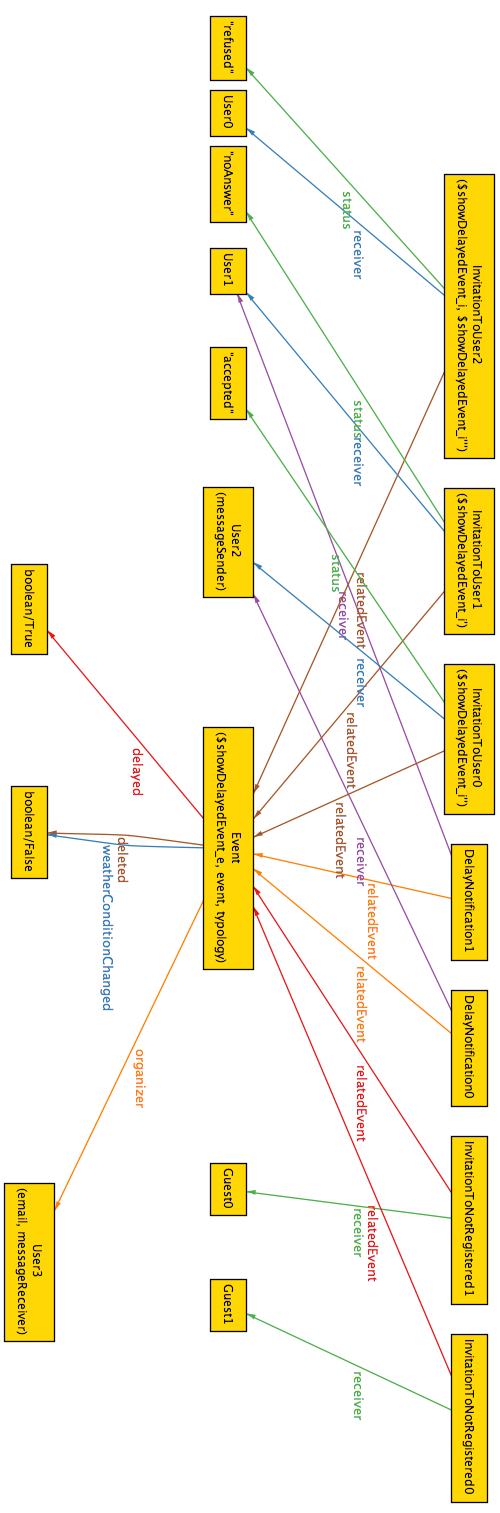 InvitationToUser2
($showDelayedEvent_i, $showDelayedEvent_i''')
InvitationToUser1
($showDelayedEvent_i')
InvitationToUser0
($showDelayedEvent_i'')
DelayNotification1
DelayNotification0
InvitationToNotRegistered1
InvitationToNotRegistered0
status
receiver
status
receiver
relatedEvent
status
receiver
receiver
relatedEvent
relatedEvent
receiver
relatedEvent
relatedEvent
relatedEvent
relatedEvent
receiver
receiver
"refused"
User0
"noAnswer"
User1
"accepted"
User2
(messageSender)
Event
($showDelayedEvent_e, event, typology)
Guest0
Guest1
delayed
deleted
weatherConditionChanged
organizer
boolean/True
boolean/False
User3
(email, messageReceiver)